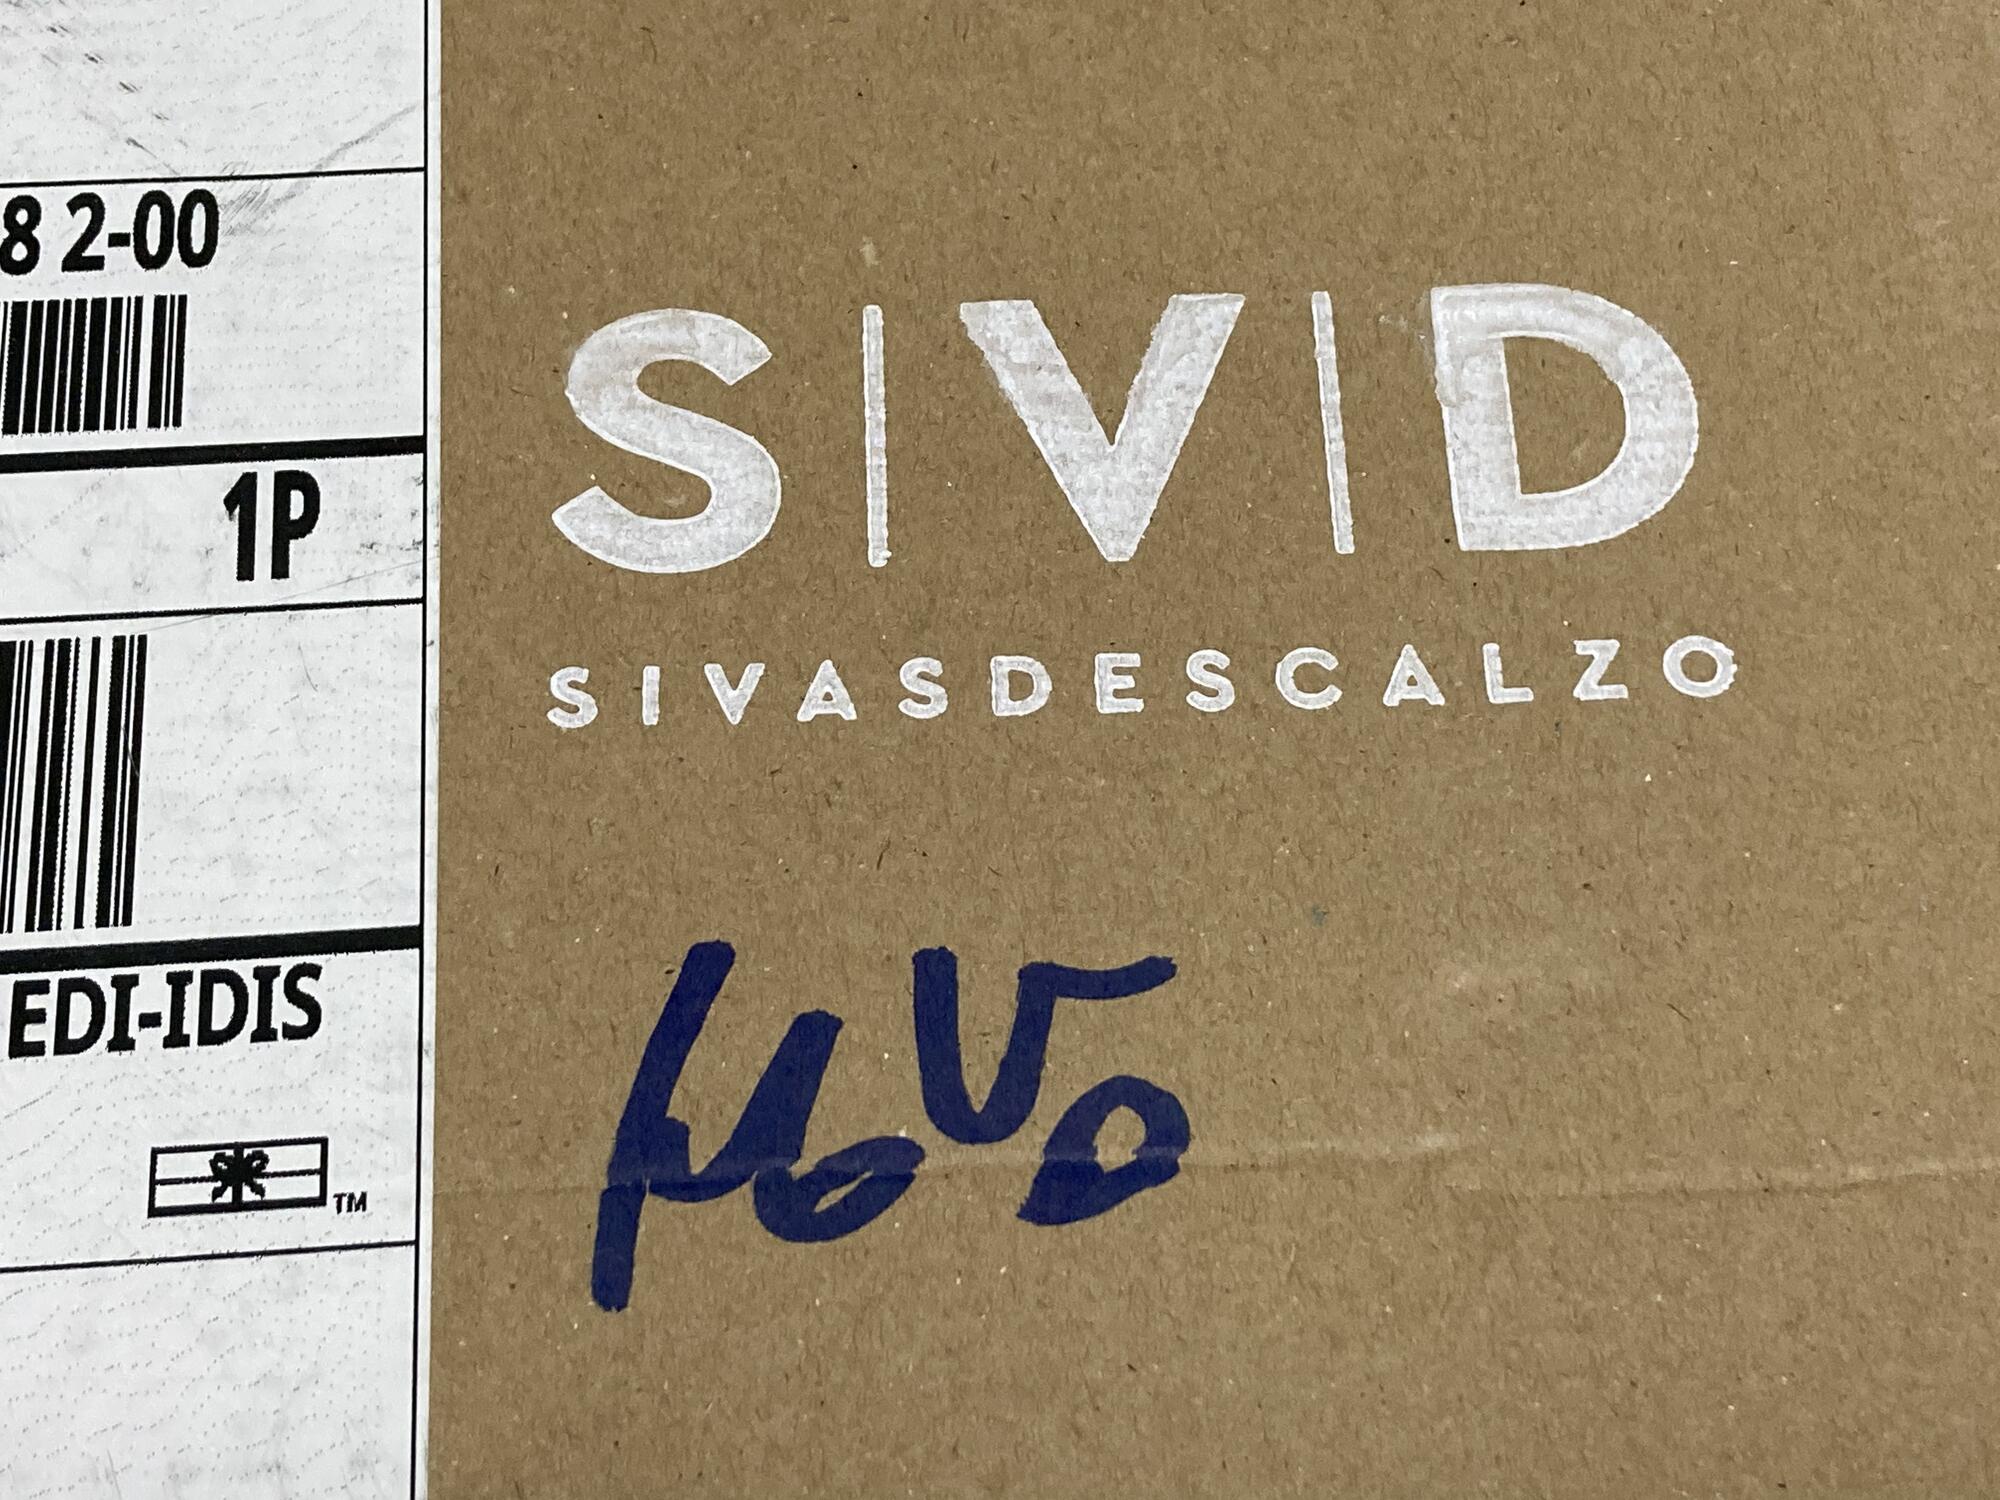 8 2-00
1P
EDI-IDIS
TM
S|V|D
SIVASDESCALZO